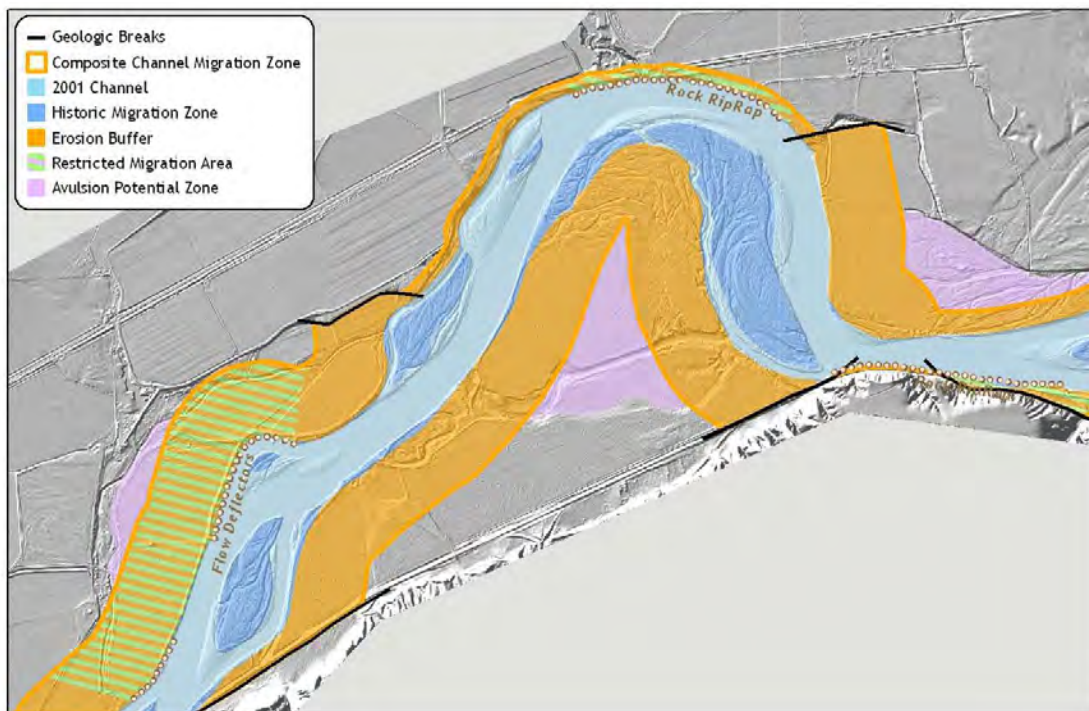 Geologic Breaks
Composite Channel Migration Zone
2001 Channel
Historic Migration Zone
Erosion Buffer
Restricted Migration Area
Avulsion Potential Zone
Rock RipRap
Flow Deflectors